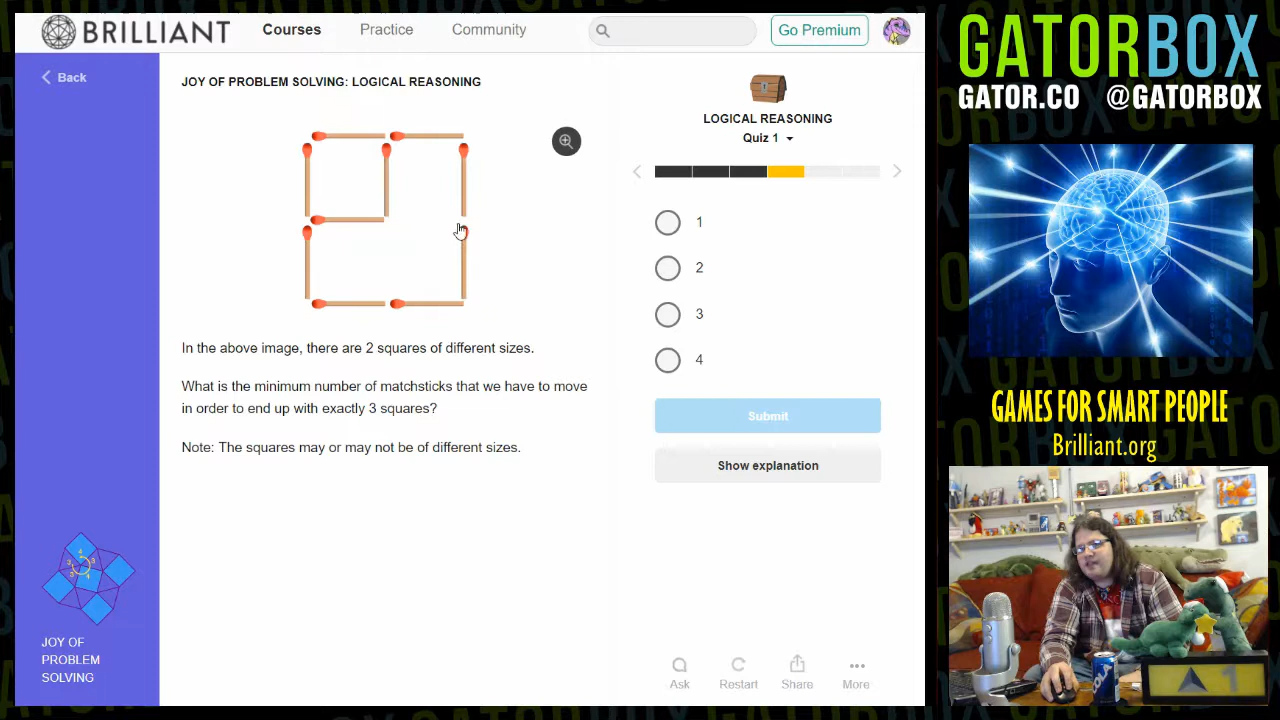 BRILLIANT
Courses
Practice
Community
Go Premium
Back
JOY OF PROBLEM SOLVING: LOGICAL REASONING
In the above image, there are 2 squares of different sizes.
What is the minimum number of matchsticks that we have to move
in order to end up with exactly 3 squares?
Note: The squares may or may not be of different sizes.
JOY OF
PROBLEM
SOLVING
LOGICAL REASONING
Quiz 1
1
2
3
4
Submit
Show explanation
Ask
Restart
Share
More
GATORBOX
GATOR.CO @GATORBOX
GAMES FOR SMART PEOPLE
Brilliant.org
COLA
1